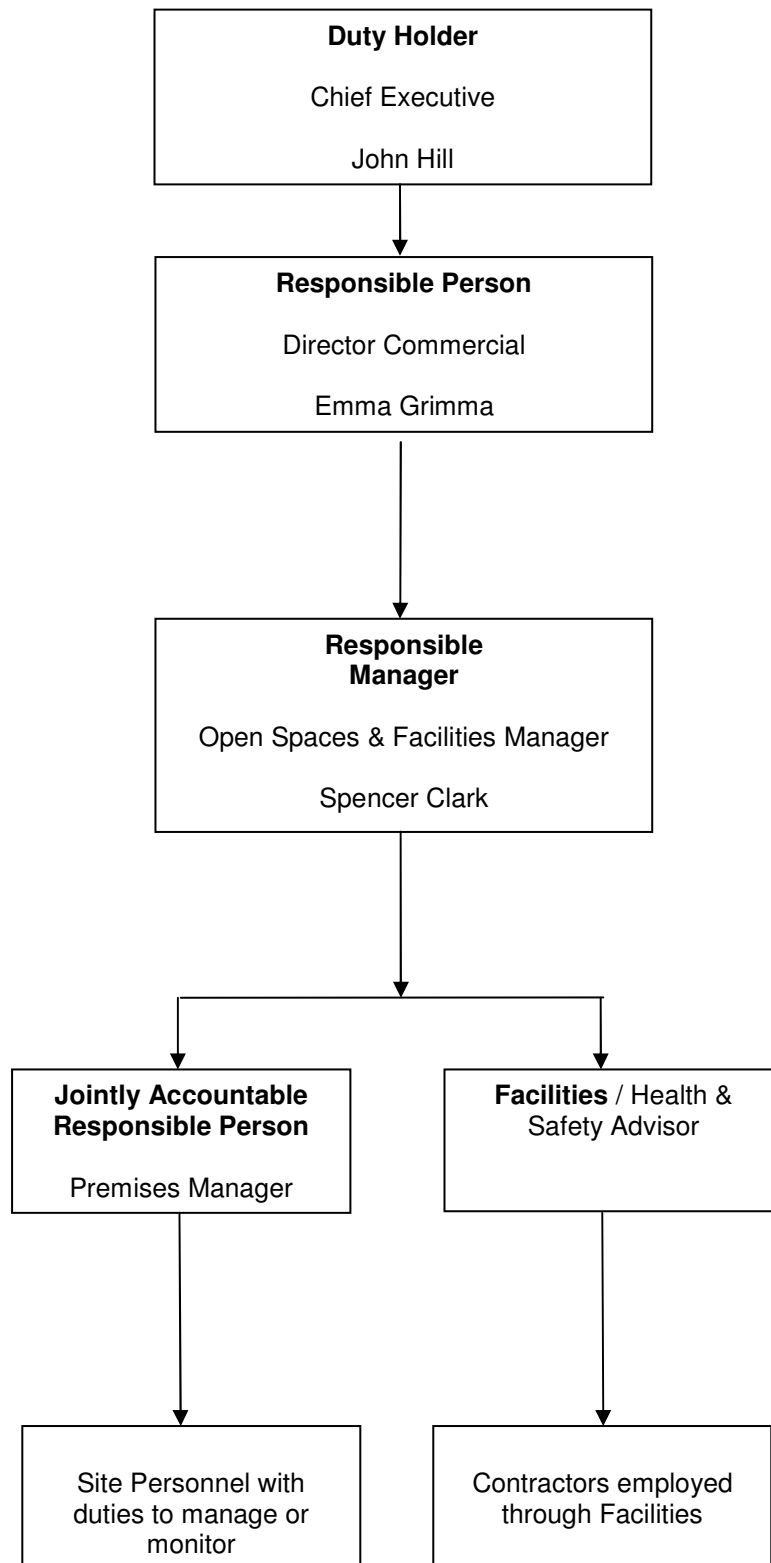 Duty Holder
Chief Executive
John Hill
Responsible Person
Director Commercial
Emma Grimma
Responsible
Manager
Open Spaces & Facilities Manager
Spencer Clark
Jointly Accountable
Responsible Person
Premises Manager
Facilities / Health &
Safety Advisor
Site Personnel with
duties to manage or
monitor
Contractors employed
through Facilities